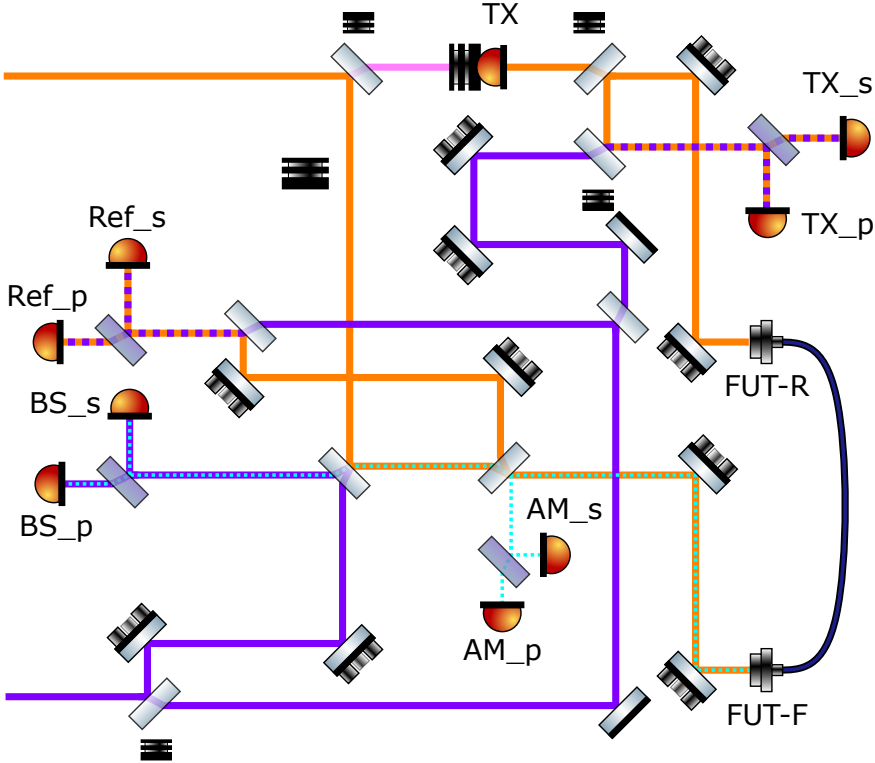 TX
TX_s
TX_p
Ref_s
Ref_p
FUT-R
BS_s
BS_p
AM_s
AM_p
FUT-F